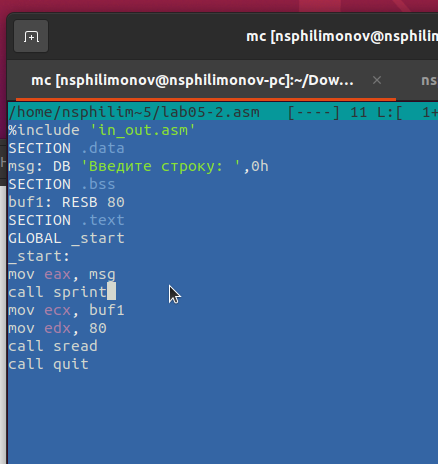 mc [nsphilimonov@nsphilim
mc [nsphilimonov@nsphilimonov-pc]:~/Dow… × ns
/home/nsphilim~5/lab05-2.asm [----] 11 L:[ 1+
%include 'in_out.asm'
SECTION .data
msg: DB 'Введите строку: ',0h
SECTION .bss
buf1: RESB 80
SECTION .text
GLOBAL _start
_start:
mov eax, msg
call sprint
mov ecx, buf1
mov edx, 80
call sread
call quit